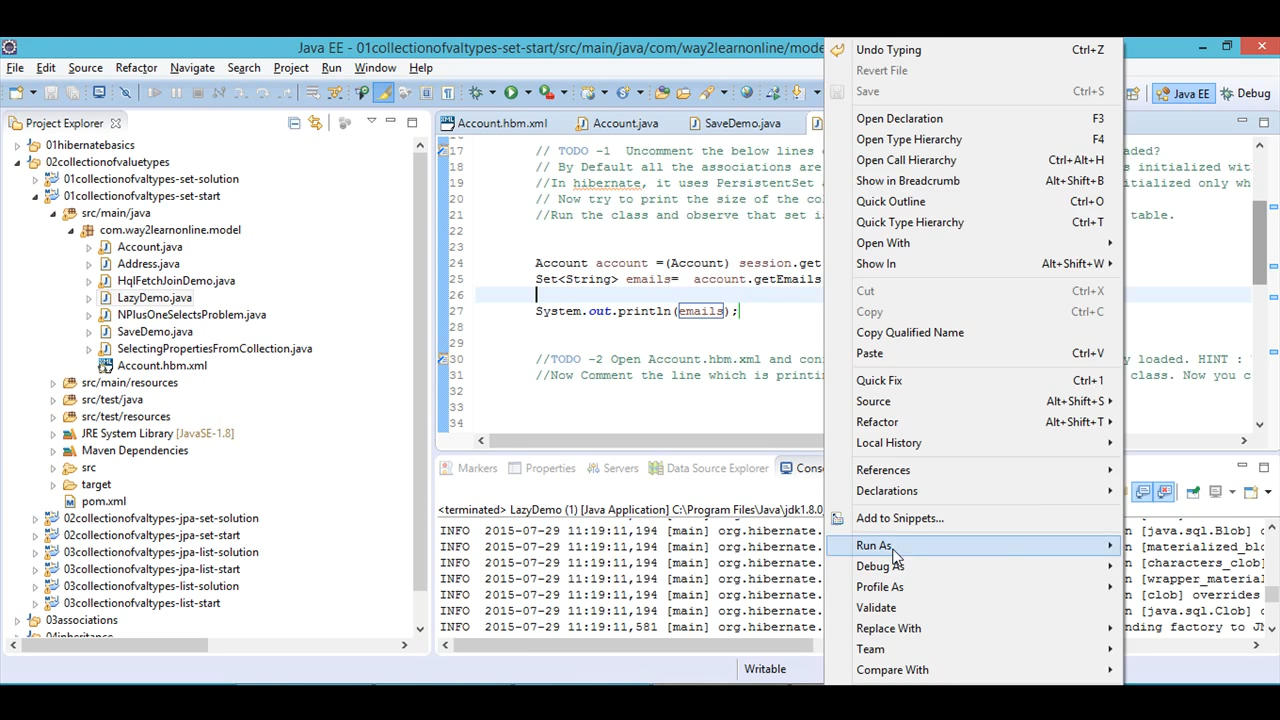 Java EE - 01collectionofvaltypes-set-start/src/main/java/com/way2learnonline/mode
File Edit Source Refactor Navigate Search Project Run Window Help
Java EE Debug
Project Explorer
01hibernatebasics
02collectionofvaluetypes
01collectionofvaltypes-set-solution
01collectionofvaltypes-set-start
src/main/java
com.way2learnonline.model
Account.java
Address.java
HqlFetchJoinDemo.java
LazyDemo.java
NPlusOneSelectsProblem.java
SaveDemo.java
SelectingPropertiesFromCollection.java
Account.hbm.xml
src/main/resources
src/test/java
src/test/resources
JRE System Library [JavaSE-1.8]
Maven Dependencies
src
target
pom.xml
02collectionofvaltypes-jpa-set-solution
02collectionofvaltypes-jpa-set-start
03collectionofvaltypes-jpa-list-solution
03collectionofvaltypes-jpa-list-start
03collectionofvaltypes-list-solution
03collectionofvaltypes-list-start
03associations
Account.hbm.xml Account.java SaveDemo.java
17 // TODO -1 Uncomment the below lines oaded?
18 // By Default all the associations are s initialized wit
19 //In hibernate, it uses PersistentSet itialized only wh
20 // Now try to print the size of the co
21 //Run the class and observe that set is table.
22
23
24 Account account =(Account) session.get
25 Set<String> emails= account.getEmails
26
27 System.out.println(emails);
28
29
30 //TODO -2 Open Account.hbm.xml and con y loaded. HINT :
31 //Now Comment the line which is printin class. Now you c
32
33
34
Markers Properties Servers Data Source Explorer Conso
<terminated> LazyDemo (1) [Java Application] C:\Program Files\Java\jdk1.8.0
INFO 2015-07-29 11:19:11,194 [main] org.hibernate. [java.sql.Blob]
INFO 2015-07-29 11:19:11,194 [main] org.hibernate. [materialized_blo
INFO 2015-07-29 11:19:11,194 [main] org.hibernate. [characters_clob]
INFO 2015-07-29 11:19:11,194 [main] org.hibernate. [wrapper_material
INFO 2015-07-29 11:19:11,194 [main] org.hibernate. [clob] overrides
INFO 2015-07-29 11:19:11,194 [main] org.hibernate. [java.sql.Clob]
INFO 2015-07-29 11:19:11,581 [main] org.hibernate. nding factory to
Writable
Undo Typing Ctrl+Z
Revert File
Save Ctrl+S
Open Declaration F3
Open Type Hierarchy F4
Open Call Hierarchy Ctrl+Alt+H
Show in Breadcrumb Alt+Shift+B
Quick Outline Ctrl+O
Quick Type Hierarchy Ctrl+T
Open With
Show In Alt+Shift+W
Cut Ctrl+X
Copy Ctrl+C
Copy Qualified Name
Paste Ctrl+V
Quick Fix Ctrl+1
Source Alt+Shift+S
Refactor Alt+Shift+T
Local History
References
Declarations
Add to Snippets...
Run As
Debug As
Profile As
Validate
Replace With
Team
Compare With